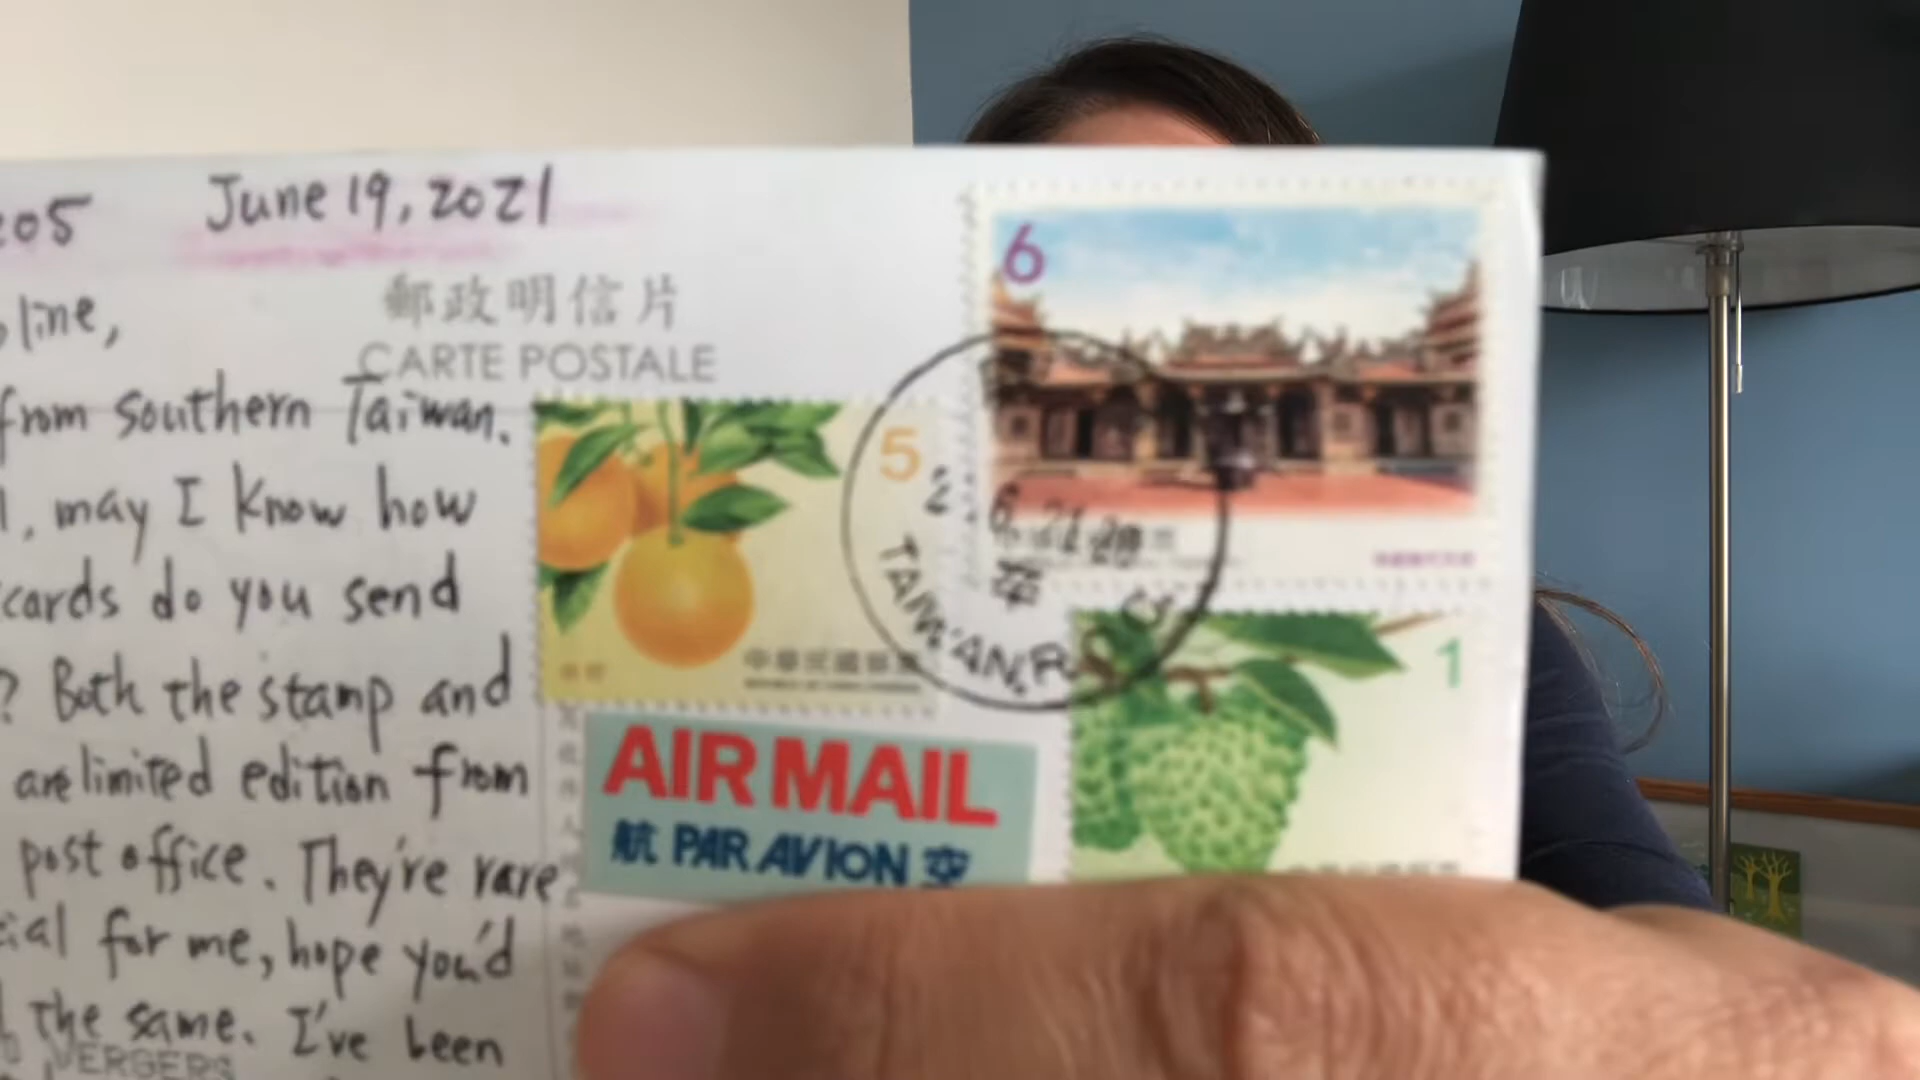 205 June 19, 2021
郵政明信片
line,
CARTE POSTALE
from southern Taiwan.
may I know how
cards do you send
? Both the stamp and
are limited edition from
post office. They're rare
for me, hope you'd
the same. I've been
VERGERS
6
5
中華民國郵票
1
TAIWAN, R.O.C.
AIR MAIL
航 PAR AVION 空